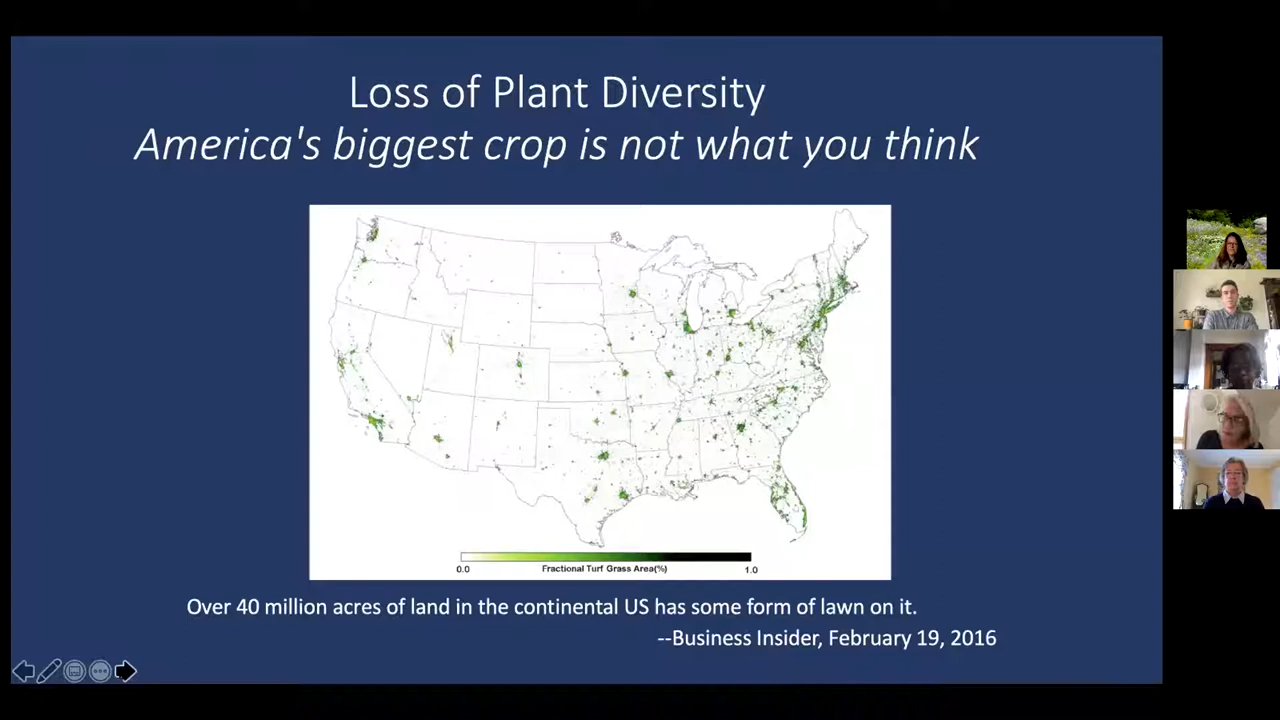 Loss of Plant Diversity
America's biggest crop is not what you think
0.0 Fractional Turf Grass Area(%) 1.0
Over 40 million acres of land in the continental US has some form of lawn on it.
--Business Insider, February 19, 2016